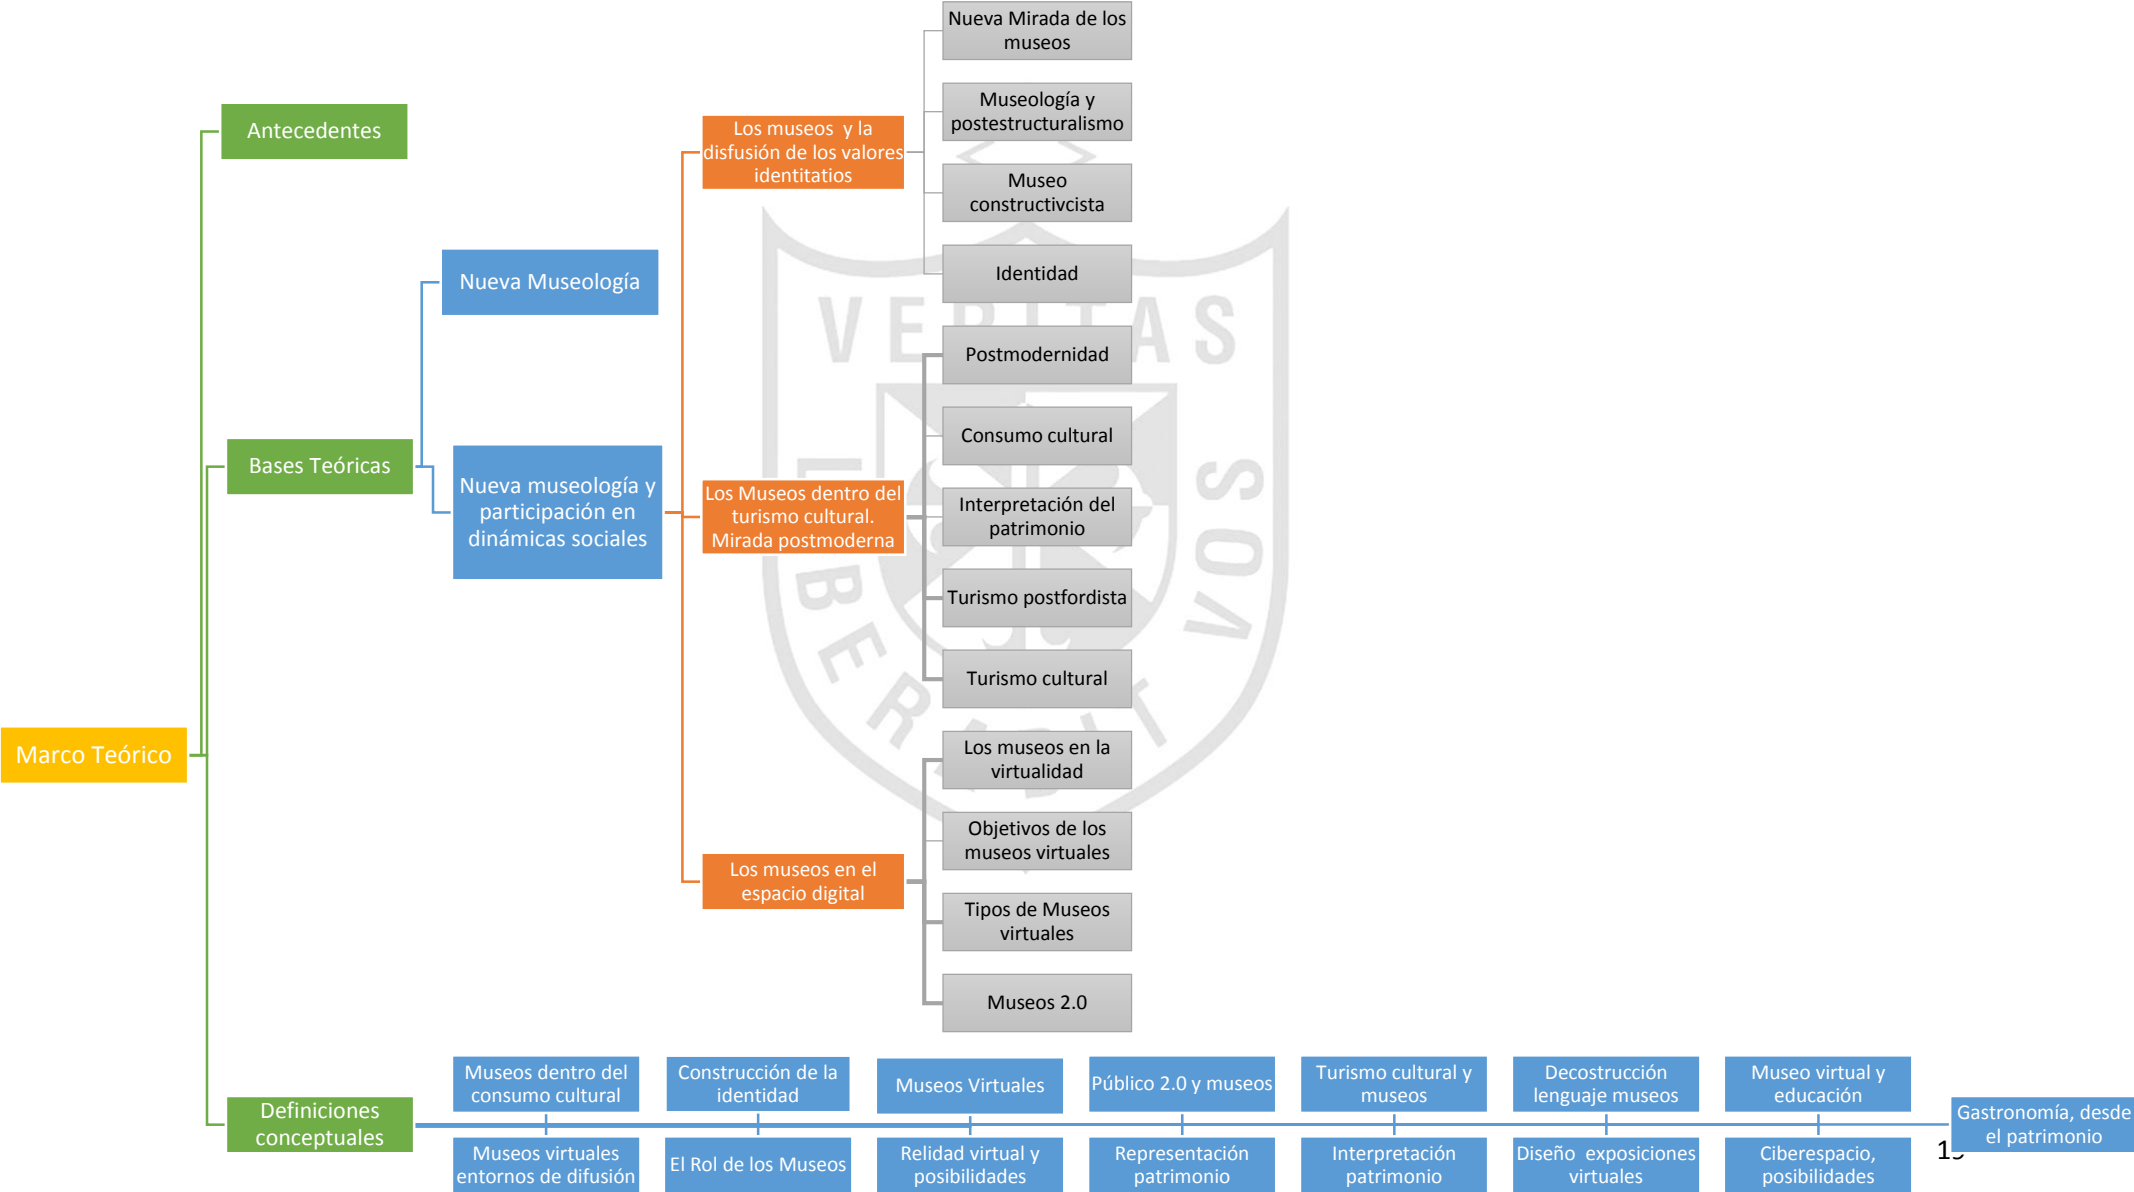 Marco Teórico
Antecedentes
Bases Teóricas
Nueva Museología
Nueva museología y
participación en
dinámicas sociales
Los museos y la
disfusión de los valores
identitatios
Nueva Mirada de los
museos
Museología y
postestructuralismo
Museo
constructivcista
Identidad
Los Museos dentro del
turismo cultural.
Mirada postmoderna
Postmodernidad
Consumo cultural
Interpretación del
patrimonio
Turismo postfordista
Turismo cultural
Los museos en el
espacio digital
Los museos en la
virtualidad
Objetivos de los
museos virtuales
Tipos de Museos
virtuales
Museos 2.0
Definiciones
conceptuales
Museos dentro del
consumo cultural
Museos virtuales
entornos de difusión
Construcción de la
identidad
El Rol de los Museos
Museos Virtuales
Relidad virtual y
posibilidades
Público 2.0 y museos
Representación
patrimonio
Turismo cultural y
museos
Interpretación
patrimonio
Decostrucción
lenguaje museos
Diseño exposiciones
virtuales
Museo virtual y
educación
Ciberespacio,
posibilidades
Gastronomía, desde
el patrimonio
VERITAS
LIBERABIT
VOS